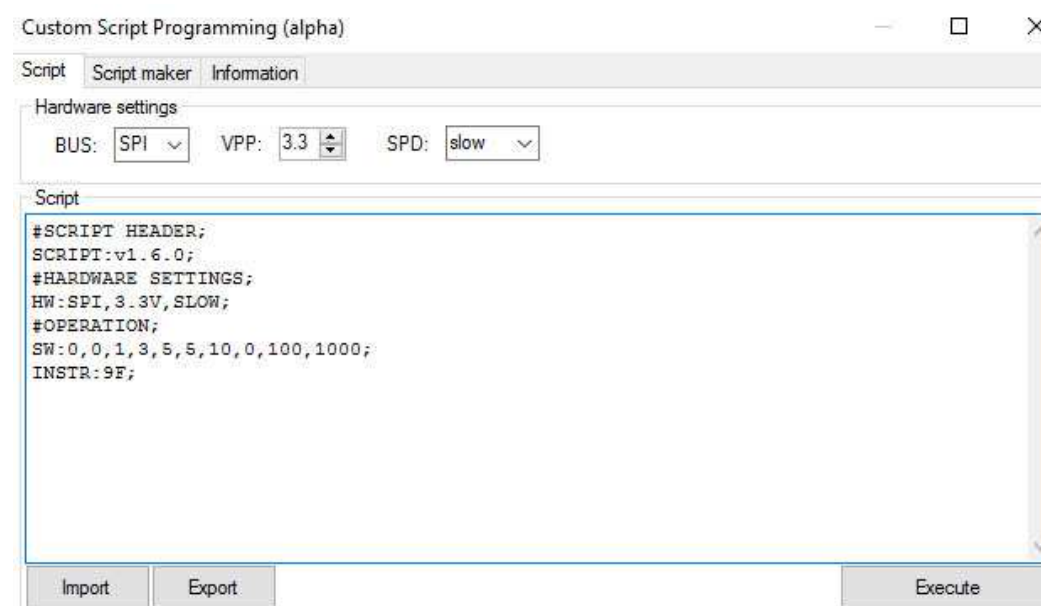 Custom Script Programming (alpha)
Script Script maker Information
Hardware settings
BUS: SPI VPP: 3.3 SPD: slow
Script
#SCRIPT HEADER;
SCRIPT:v1.6.0;
#HARDWARE SETTINGS;
HW:SPI,3.3V,SLOW;
#OPERATION;
SW:0,0,1,3,5,5,10,0,100,1000;
INSTR:9F;
Import Export Execute